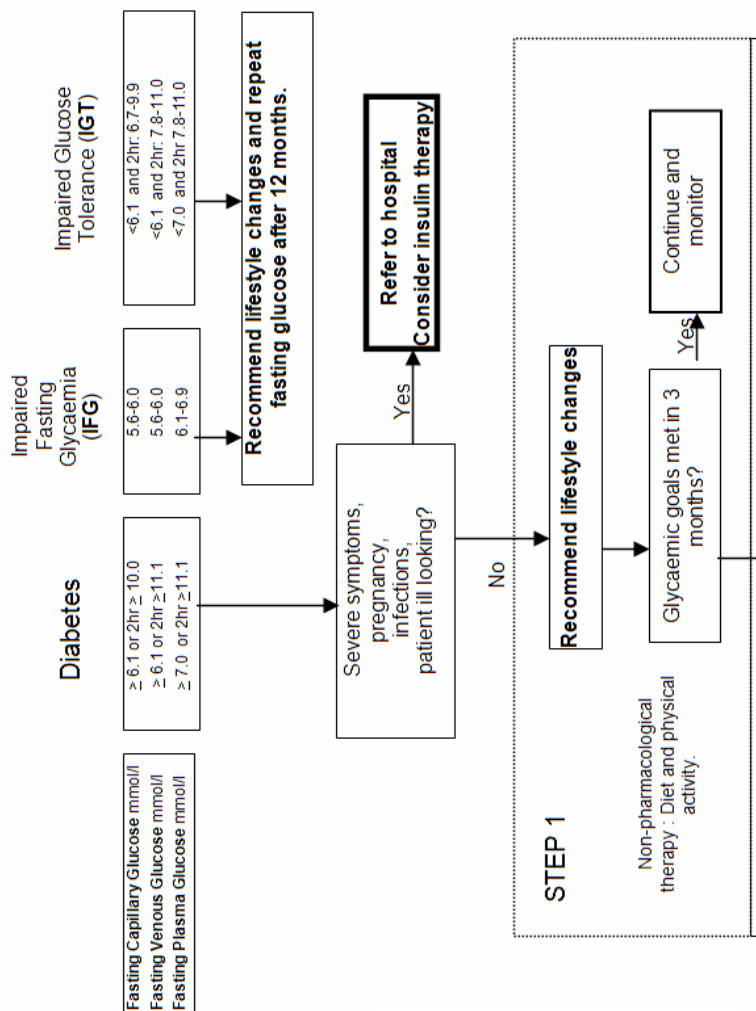 Diabetes
Impaired
Fasting
Glycaemia
(IFG)
Impaired Glucose
Tolerance (IGT)
Fasting Capillary Glucose mmol/l
Fasting Venous Glucose mmol/l
Fasting Plasma Glucose mmol/l
≥ 6.1 or 2hr ≥ 10.0
≥ 6.1 or 2hr ≥11.1
≥ 7.0 or 2hr ≥11.1
5.6-6.0
5.6-6.0
6.1-6.9
<6.1 and 2hr: 6.7-9.9
<6.1 and 2hr: 7.8-11.0
<7.0 and 2hr 7.8-11.0
Recommend lifestyle changes and repeat
fasting glucose after 12 months.
Severe symptoms,
pregnancy,
infections,
patient ill looking?
Yes
Refer to hospital
Consider insulin therapy
No
STEP 1
Recommend lifestyle changes
Non-pharmacological
therapy : Diet and physical
activity.
Glycaemic goals met in 3
months?
Yes
Continue and
monitor